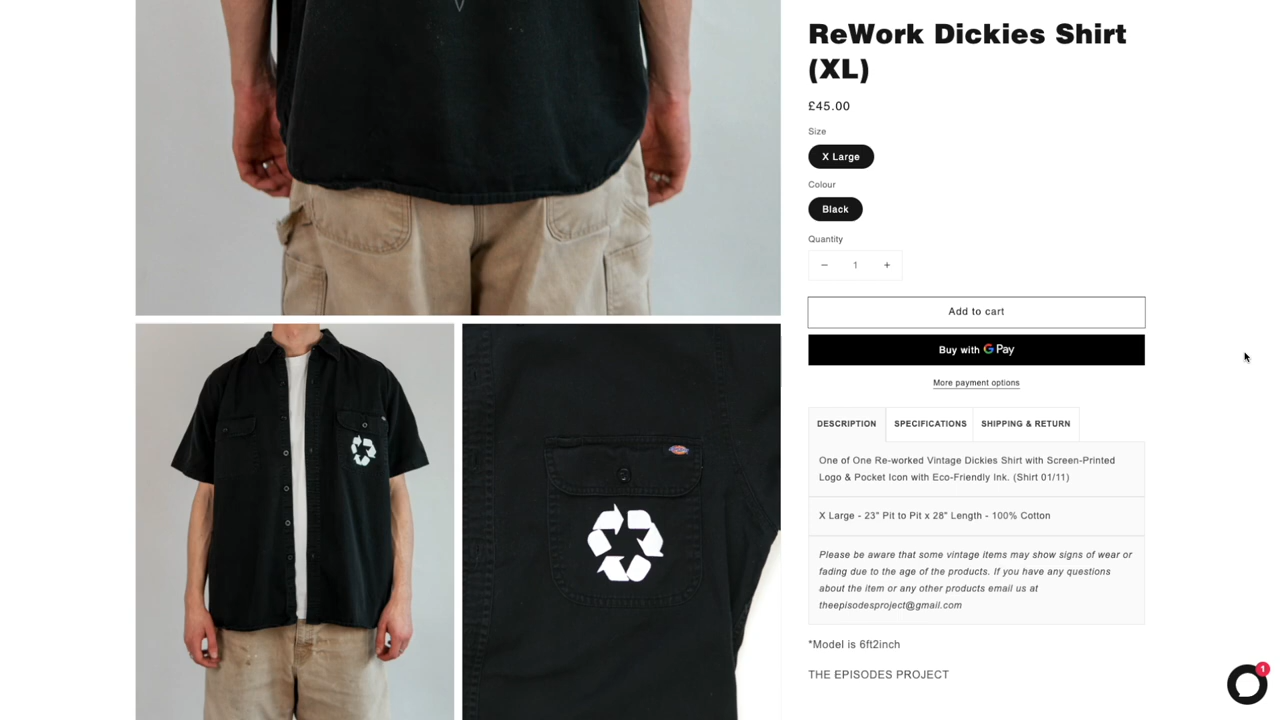 ReWork Dickies Shirt
(XL)
£45.00
Size
X Large
Colour
Black
Quantity
− 1 +
Add to cart
Buy with G Pay
More payment options
DESCRIPTION SPECIFICATIONS SHIPPING & RETURN
One of One Re-worked Vintage Dickies Shirt with Screen-Printed
Logo & Pocket Icon with Eco-Friendly Ink. (Shirt 01/11)
X Large - 23" Pit to Pit x 28" Length - 100% Cotton
Please be aware that some vintage items may show signs of wear or
fading due to the age of the products. If you have any questions
about the item or any other products email us at
theepisodesproject@gmail.com
*Model is 6ft2inch
THE EPISODES PROJECT
1